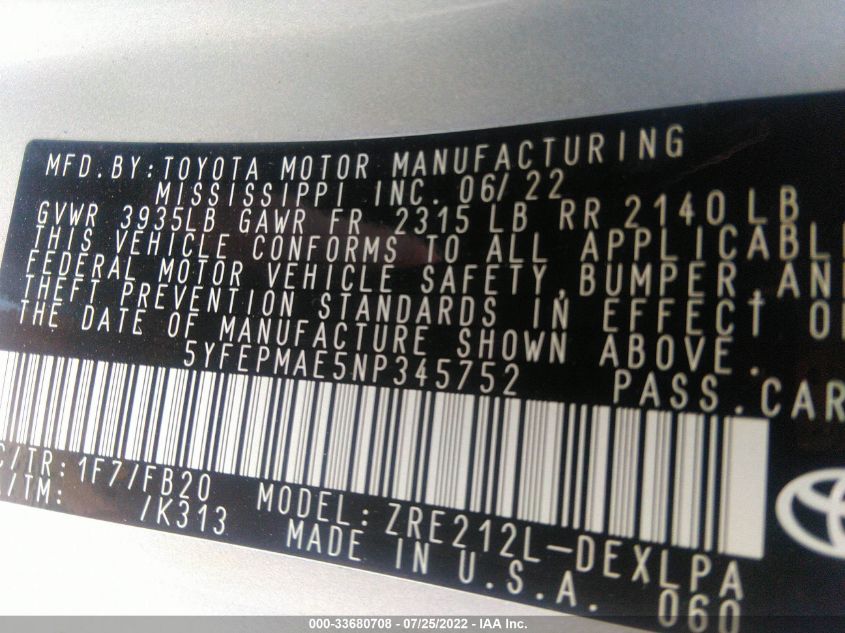 MFD.BY:TOYOTA MOTOR MANUFACTURING
MISSISSIPPI INC. 06/22
GVWR 3935LB GAWR FR 2315 LB RR 2140 LB
THIS VEHICLE CONFORMS TO ALL APPLICABLE
FEDERAL MOTOR VEHICLE SAFETY,BUMPER,AND
THEFT PREVENTION STANDARDS IN EFFECT O
THE DATE OF MANUFACTURE SHOWN ABOVE.
5YFEPMAE5NP345752 PASS.CAR
C/TR:1F7/FB20 MODEL:ZRE212L-DEXLPA
/TM: /K313 MADE IN U.S.A. 060
000-33680708 - 07/25/2022 - IAA Inc.